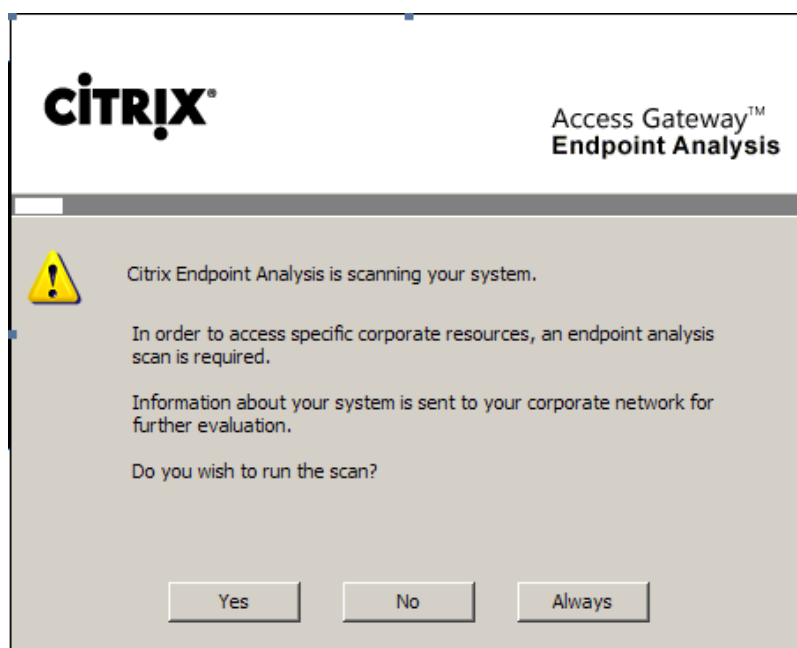 CİTRIX®
Access Gateway™
Endpoint Analysis
Citrix Endpoint Analysis is scanning your system.
In order to access specific corporate resources, an endpoint analysis
scan is required.
Information about your system is sent to your corporate network for
further evaluation.
Do you wish to run the scan?
Yes No Always